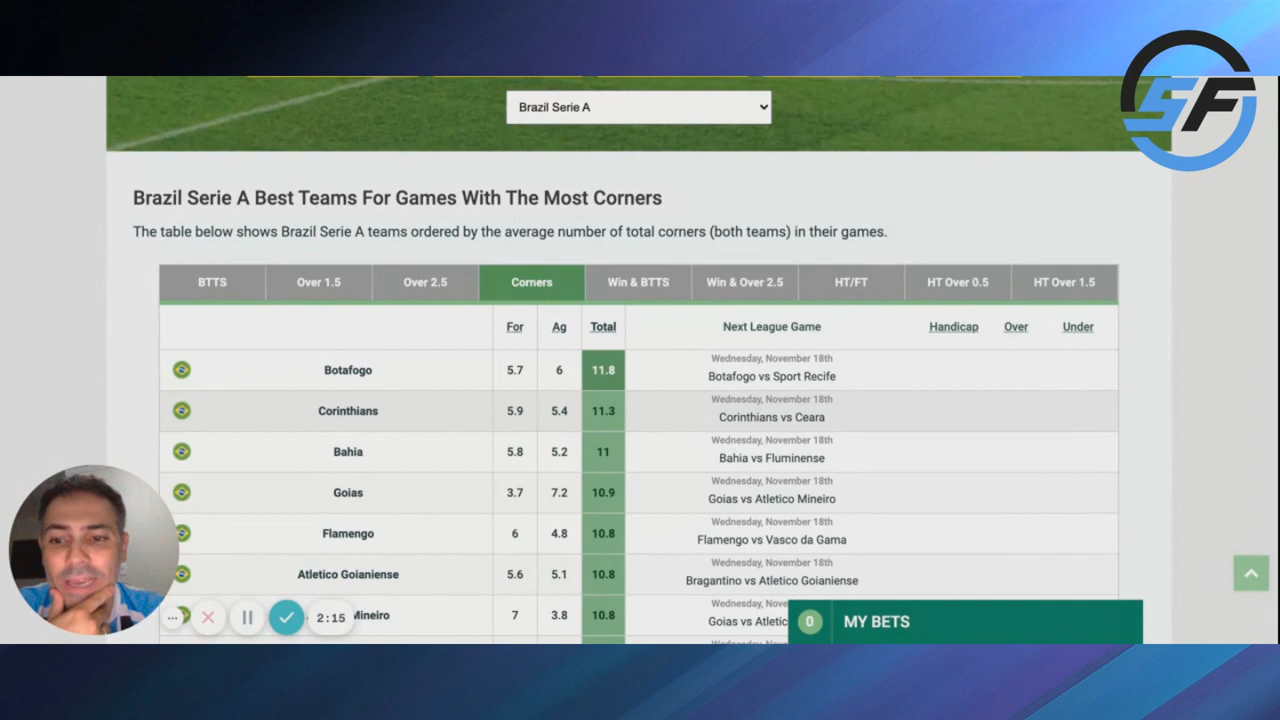 SF
Brazil Serie A
Brazil Serie A Best Teams For Games With The Most Corners
The table below shows Brazil Serie A teams ordered by the average number of total corners (both teams) in their games.
BTTS Over 1.5 Over 2.5 Corners Win & BTTS Win & Over 2.5 HT/FT HT Over 0.5 HT Over 1.5
For Ag Total Next League Game Handicap Over Under
Wednesday, November 18th
Botafogo 5.7 6 11.8 Botafogo vs Sport Recife
Wednesday, November 18th
Corinthians 5.9 5.4 11.3 Corinthians vs Ceara
Wednesday, November 18th
Bahia 5.8 5.2 11 Bahia vs Fluminense
Wednesday, November 18th
Goias 3.7 7.2 10.9 Goias vs Atletico Mineiro
Wednesday, November 18th
Flamengo 6 4.8 10.8 Flamengo vs Vasco da Gama
Wednesday, November 18th
Atletico Goianiense 5.6 5.1 10.8 Bragantino vs Atletico Goianiense
Wednesday, Nove
Mineiro 7 3.8 10.8 Goias vs Atletic
2:15
0 MY BETS